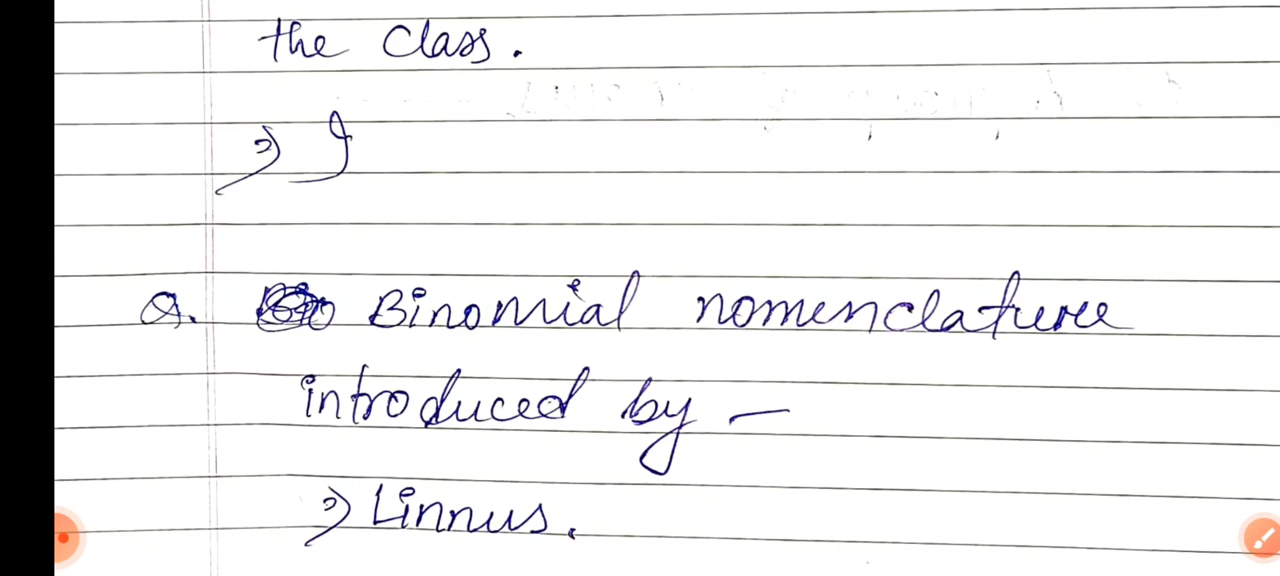 the class.
⇒ I
Q. Binomial nomenclature
introduced by —
⇒ Linnus.